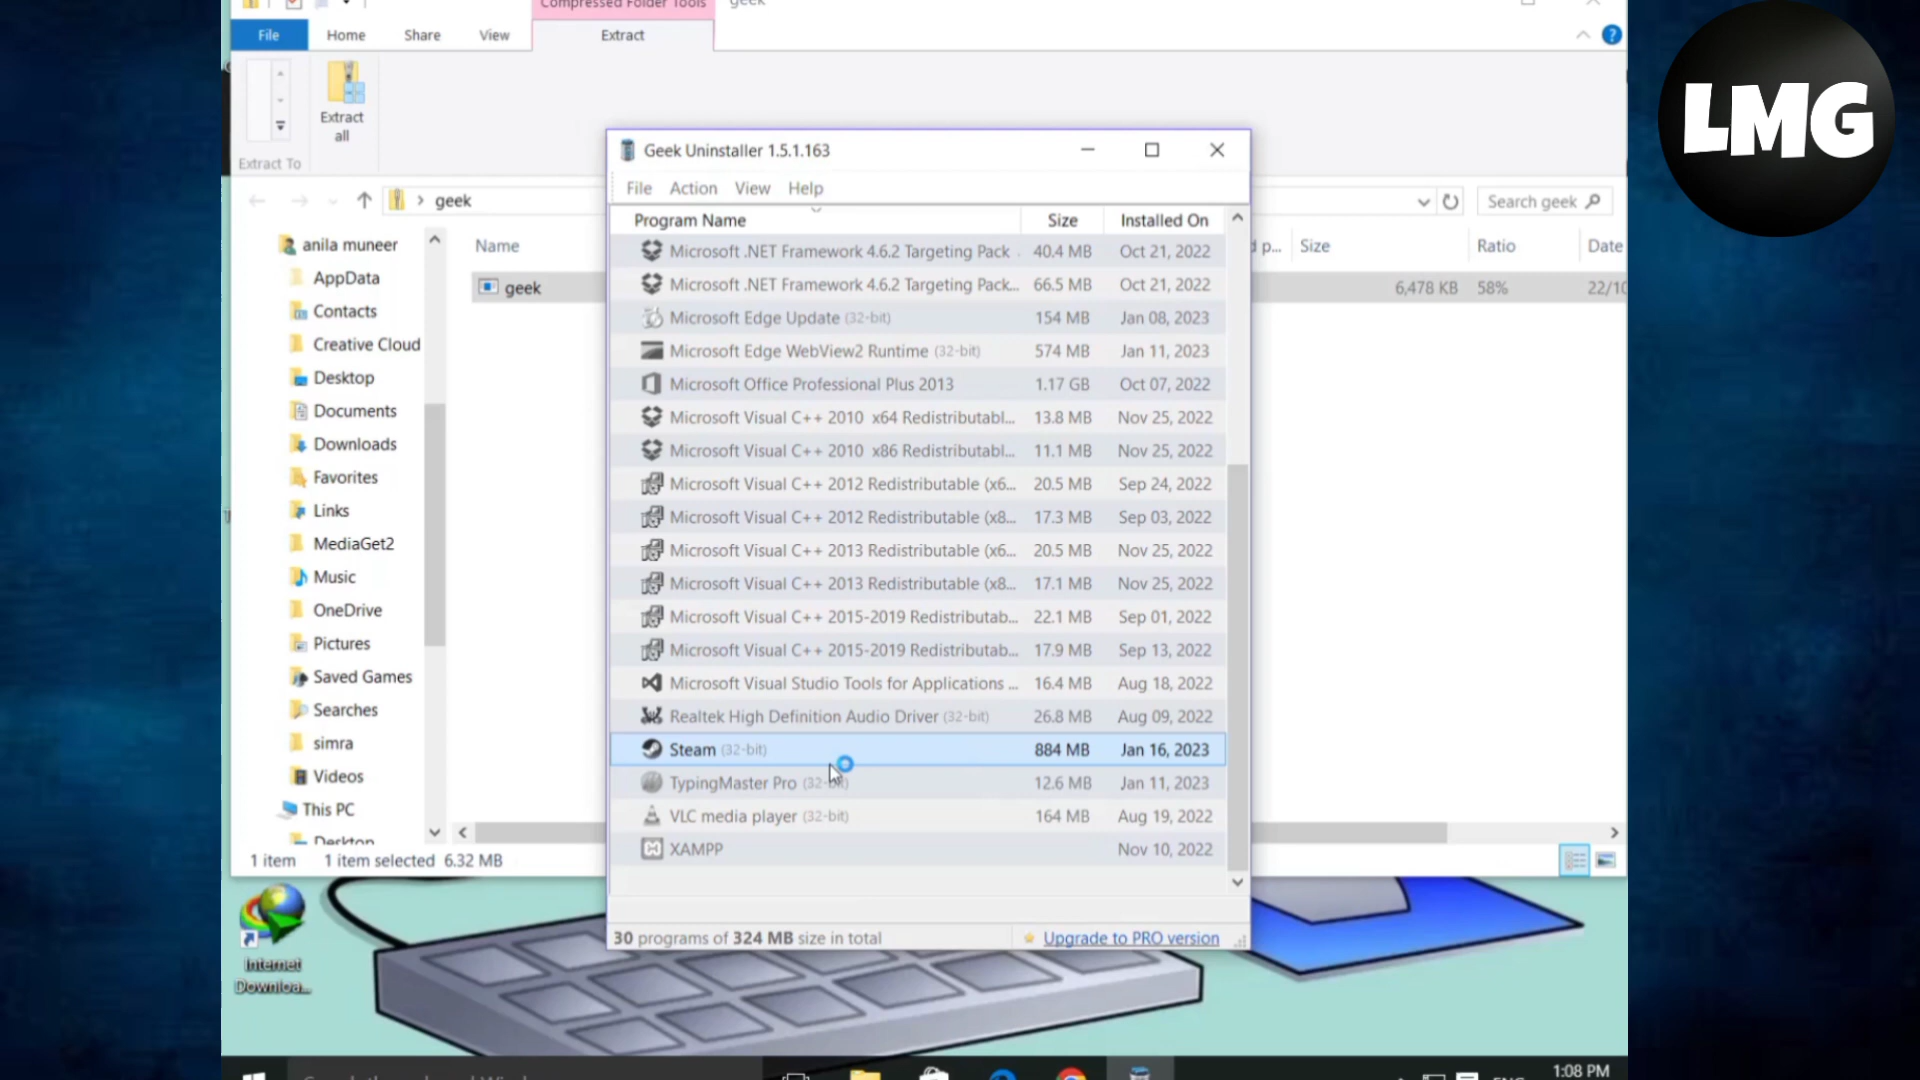 Compressed Folder Tools geek
File Home Share View Extract
Extract
all
Extract To
geek
Search geek
anila muneer
AppData
Contacts
Creative Cloud
Desktop
Documents
Downloads
Favorites
Links
MediaGet2
Music
OneDrive
Pictures
Saved Games
Searches
simra
Videos
This PC
Desktop
Name Size Ratio Date
geek 6,478 KB 58%
1 item 1 item selected 6.32 MB
Geek Uninstaller 1.5.1.163
File Action View Help
Program Name Size Installed On
Microsoft .NET Framework 4.6.2 Targeting Pack 40.4 MB Oct 21, 2022
Microsoft .NET Framework 4.6.2 Targeting Pack... 66.5 MB Oct 21, 2022
Microsoft Edge Update (32-bit) 154 MB Jan 08, 2023
Microsoft Edge WebView2 Runtime (32-bit) 574 MB Jan 11, 2023
Microsoft Office Professional Plus 2013 1.17 GB Oct 07, 2022
Microsoft Visual C++ 2010 x64 Redistributabl... 13.8 MB Nov 25, 2022
Microsoft Visual C++ 2010 x86 Redistributabl... 11.1 MB Nov 25, 2022
Microsoft Visual C++ 2012 Redistributable (x6... 20.5 MB Sep 24, 2022
Microsoft Visual C++ 2012 Redistributable (x8... 17.3 MB Sep 03, 2022
Microsoft Visual C++ 2013 Redistributable (x6... 20.5 MB Nov 25, 2022
Microsoft Visual C++ 2013 Redistributable (x8... 17.1 MB Nov 25, 2022
Microsoft Visual C++ 2015-2019 Redistributab... 22.1 MB Sep 01, 2022
Microsoft Visual C++ 2015-2019 Redistributab... 17.9 MB Sep 13, 2022
Microsoft Visual Studio Tools for Applications ... 16.4 MB Aug 18, 2022
Realtek High Definition Audio Driver (32-bit) 26.8 MB Aug 09, 2022
Steam (32-bit) 884 MB Jan 16, 2023
TypingMaster Pro (32-bit) 12.6 MB Jan 11, 2023
VLC media player (32-bit) 164 MB Aug 19, 2022
XAMPP Nov 10, 2022
30 programs of 324 MB size in total Upgrade to PRO version
Internet
Downloa...
1:08 PM
LMG